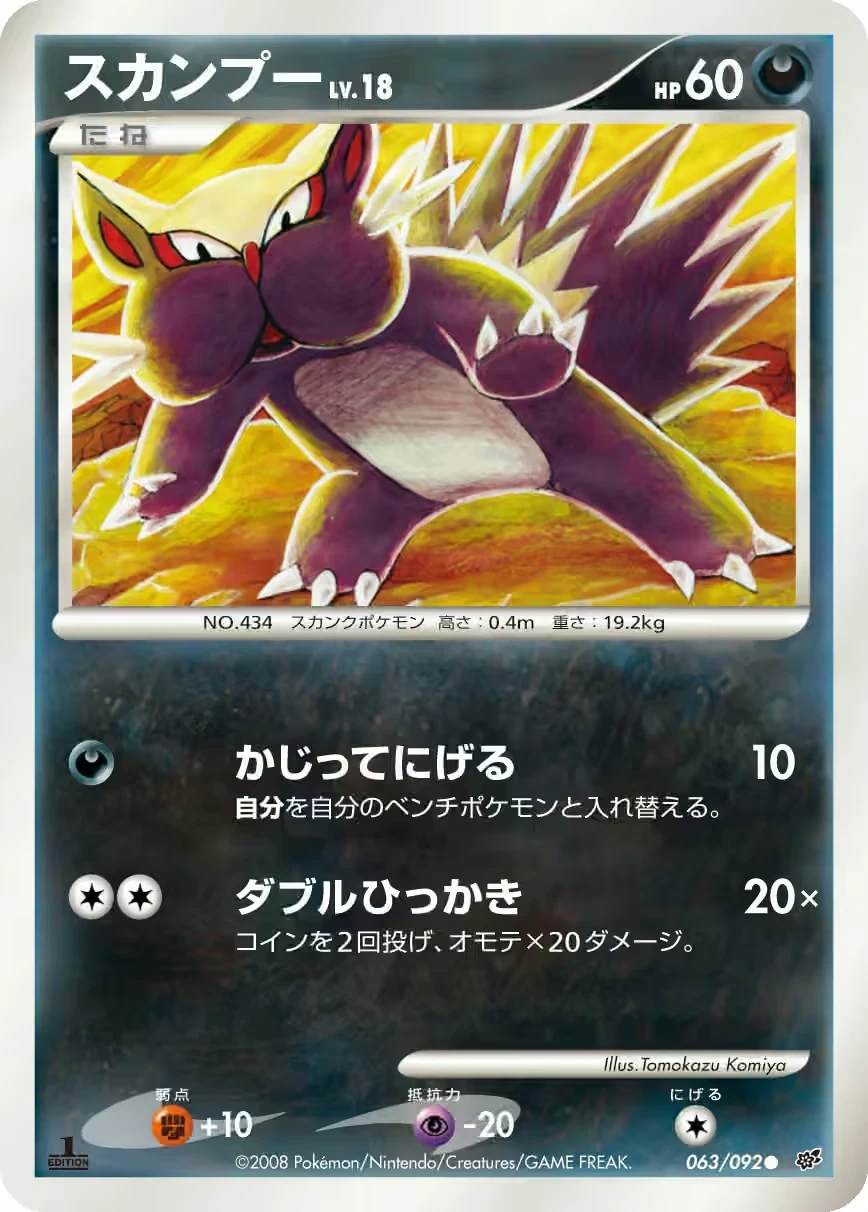 スカンプー LV.18 HP60
たね
NO.434 スカンクポケモン 高さ:0.4m 重さ:19.2kg
かじってにげる 10
自分を自分のベンチポケモンと入れ替える。
ダブルひっかき 20×
コインを2回投げ、オモテ×20ダメージ。
Illus.Tomokazu Komiya
弱点 抵抗力 にげる
+10 -20
1 EDITION
©2008 Pokémon/Nintendo/Creatures/GAME FREAK. 063/092